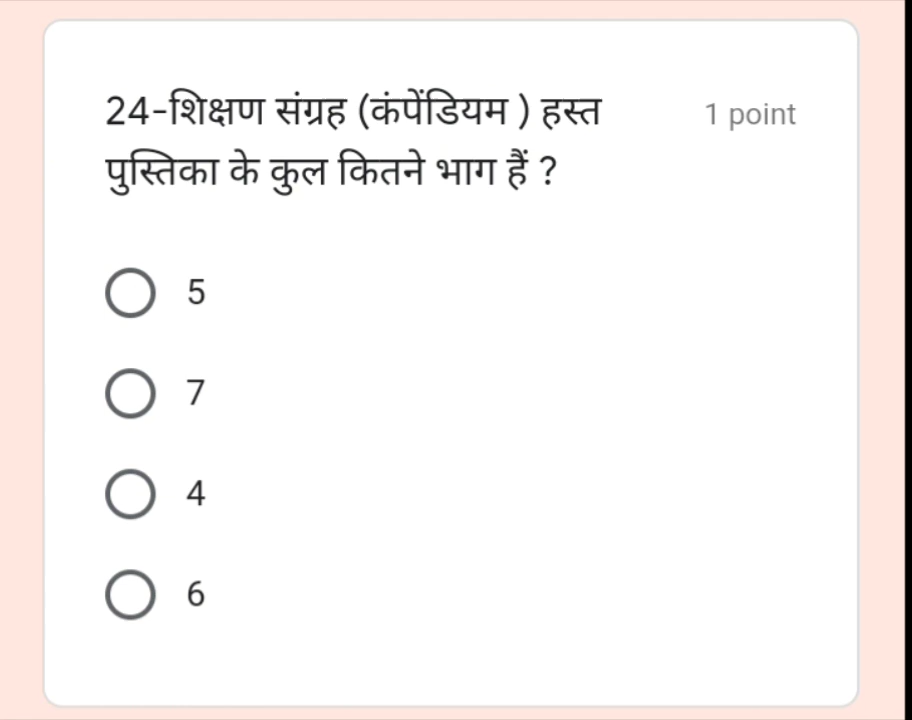 24-शिक्षण संग्रह (कंपेंडियम ) हस्त
1 point
पुस्तिका के कुल कितने भाग हैं ?
5
7
4
6